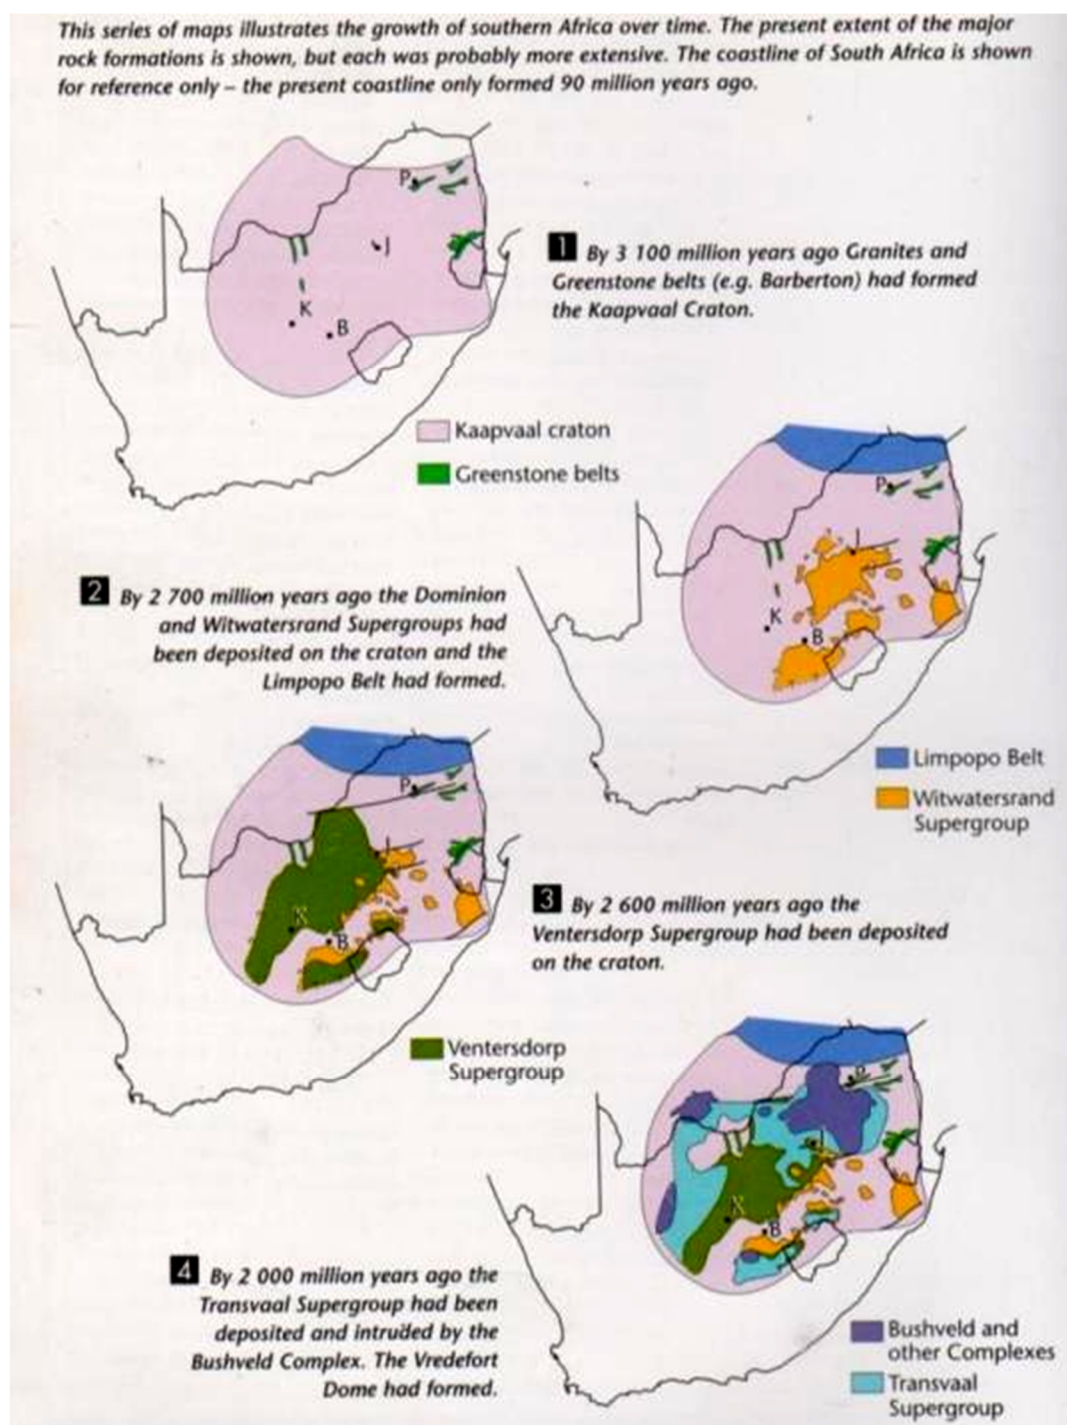 This series of maps illustrates the growth of southern Africa over time. The present extent of the major
rock formations is shown, but each was probably more extensive. The coastline of South Africa is shown
for reference only – the present coastline only formed 90 million years ago.
P
J
K
B
1 By 3 100 million years ago Granites and
Greenstone belts (e.g. Barberton) had formed
the Kaapvaal Craton.
Kaapvaal craton
Greenstone belts
P
J
K
B
2 By 2 700 million years ago the Dominion
and Witwatersrand Supergroups had
been deposited on the craton and the
Limpopo Belt had formed.
Limpopo Belt
Witwatersrand
Supergroup
P
J
K
B
3 By 2 600 million years ago the
Ventersdorp Supergroup had been deposited
on the craton.
Ventersdorp
Supergroup
P
J
K
B
4 By 2 000 million years ago the
Transvaal Supergroup had been
deposited and intruded by the
Bushveld Complex. The Vredefort
Dome had formed.
Bushveld and
other Complexes
Transvaal
Supergroup